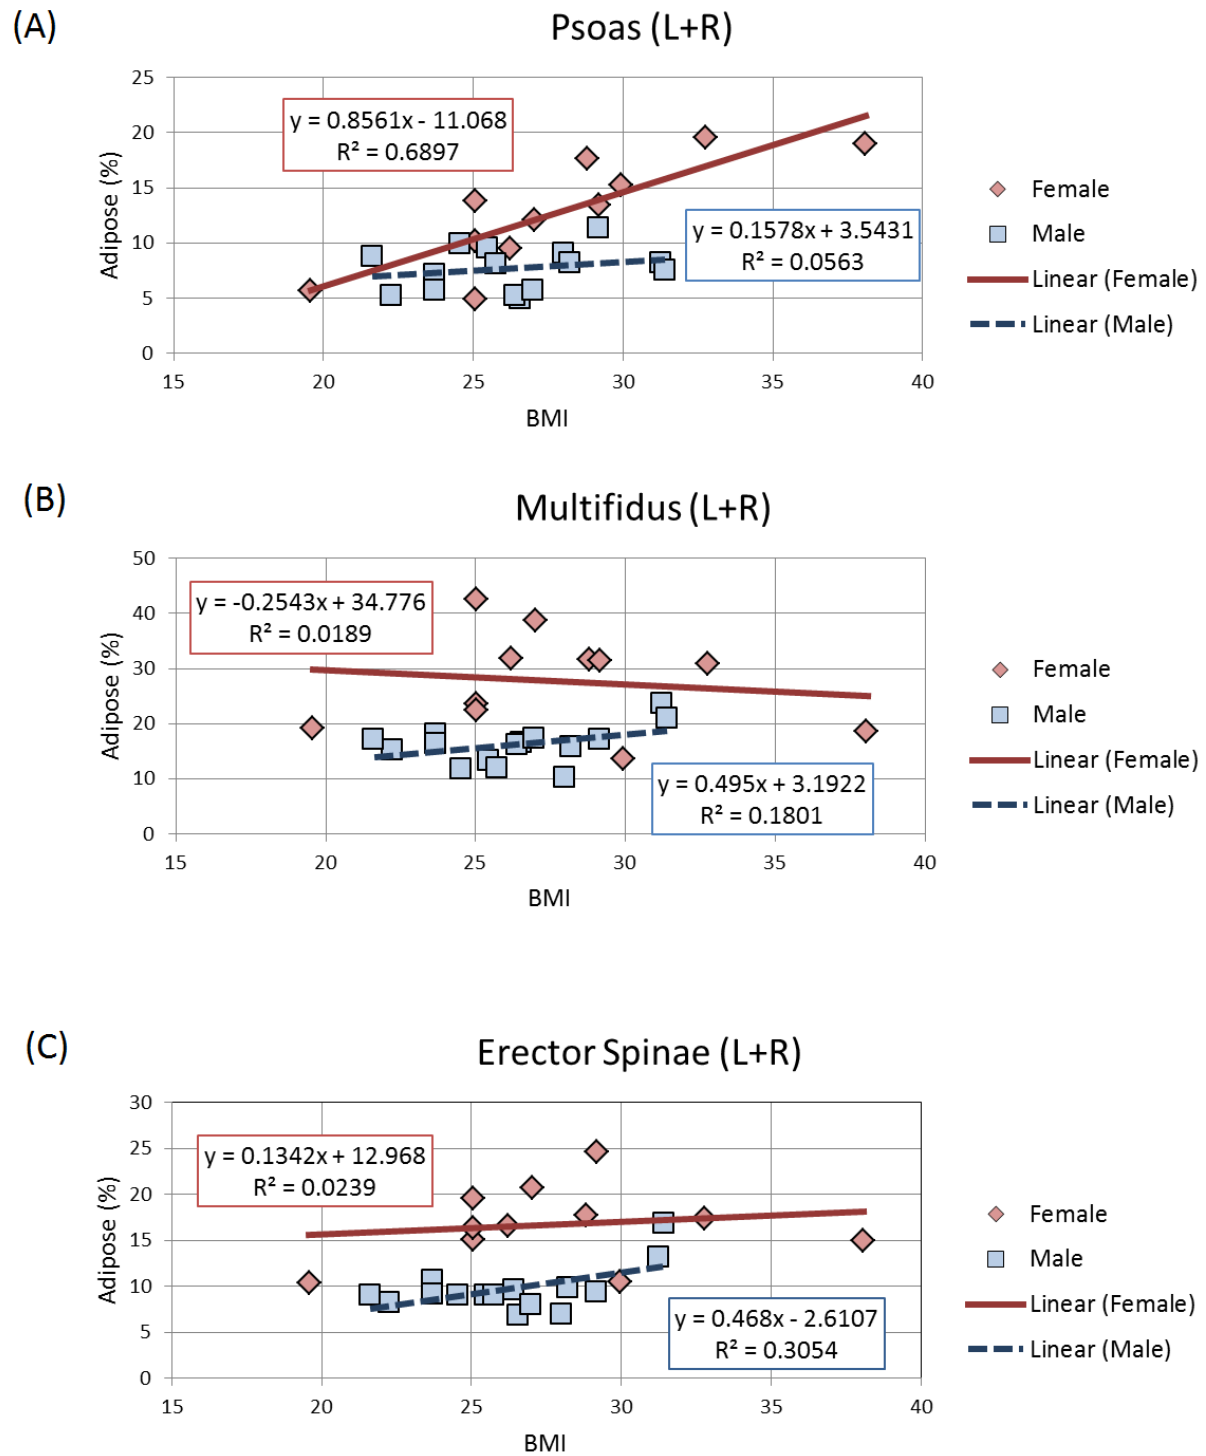 (A)
Psoas (L+R)
25
20
15
10
5
0
Adipose (%)
y = 0.8561x - 11.068
R² = 0.6897
y = 0.1578x + 3.5431
R² = 0.0563
15 20 25 30 35 40
BMI
Female
Male
Linear (Female)
Linear (Male)
(B)
Multifidus (L+R)
50
40
30
20
10
0
Adipose (%)
y = -0.2543x + 34.776
R² = 0.0189
y = 0.495x + 3.1922
R² = 0.1801
15 20 25 30 35 40
BMI
Female
Male
Linear (Female)
Linear (Male)
(C)
Erector Spinae (L+R)
30
25
20
15
10
5
0
Adipose (%)
y = 0.1342x + 12.968
R² = 0.0239
y = 0.468x - 2.6107
R² = 0.3054
15 20 25 30 35 40
BMI
Female
Male
Linear (Female)
Linear (Male)